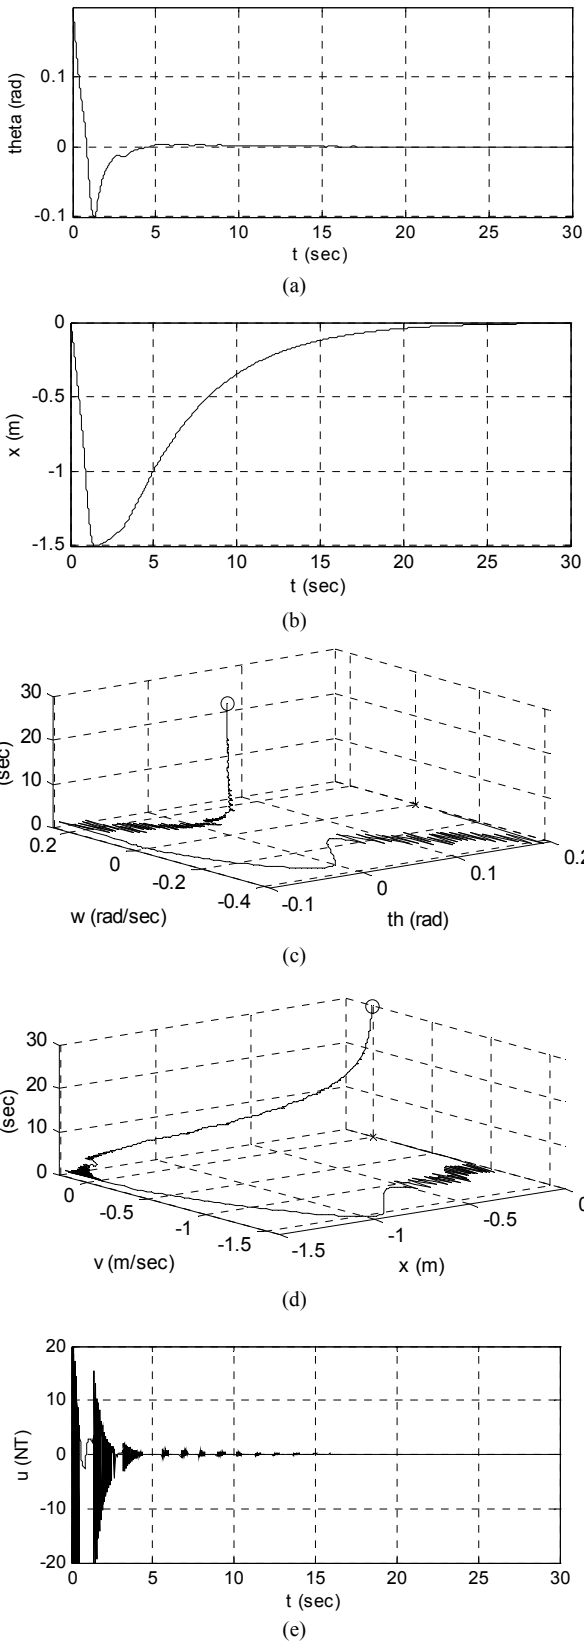 theta (rad)
0.1
0
-0.1
0 5 10 15 20 25 30
t (sec)
(a)
x (m)
0
-0.5
-1
-1.5
0 5 10 15 20 25 30
t (sec)
(b)
30
20
10
0
(sec)
0.2 0 -0.2 -0.4
w (rad/sec)
-0.1 0 0.1 0.2
th (rad)
(c)
30
20
10
0
(sec)
0 -0.5 -1 -1.5
v (m/sec)
-1.5 -1 -0.5 0
x (m)
(d)
u (NT)
20
10
0
-10
-20
0 5 10 15 20 25 30
t (sec)
(e)